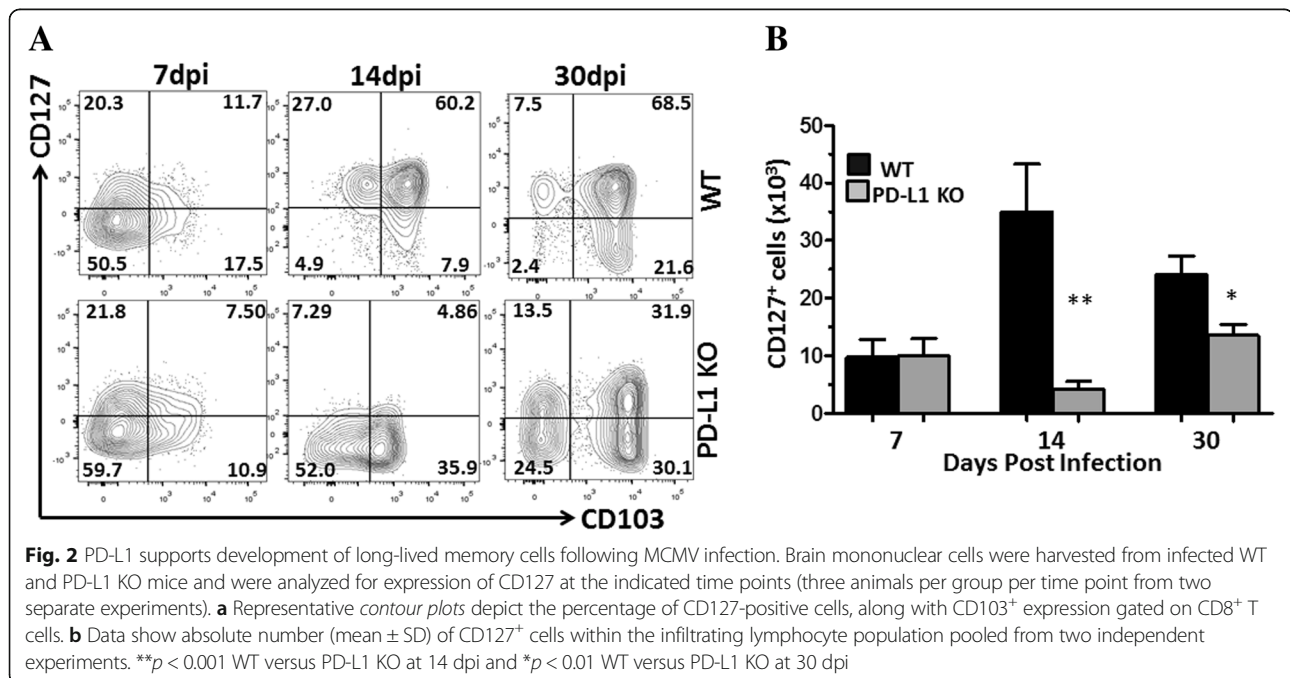 A
7dpi 14dpi 30dpi
CD127
20.3 11.7
27.0 60.2
7.5 68.5
WT
50.5 17.5
4.9 7.9
2.4 21.6
21.8 7.50
7.29 4.86
13.5 31.9
PD-L1 KO
59.7 10.9
52.0 35.9
24.5 30.1
CD103
B
CD127⁺ cells (x10³)
50
40
30
20
10
0
WT
PD-L1 KO
**
*
7 14 30
Days Post Infection
Fig. 2 PD-L1 supports development of long-lived memory cells following MCMV infection. Brain mononuclear cells were harvested from infected WT
and PD-L1 KO mice and were analyzed for expression of CD127 at the indicated time points (three animals per group per time point from two
separate experiments). a Representative contour plots depict the percentage of CD127-positive cells, along with CD103⁺ expression gated on CD8⁺ T
cells. b Data show absolute number (mean ± SD) of CD127⁺ cells within the infiltrating lymphocyte population pooled from two independent
experiments. **p < 0.001 WT versus PD-L1 KO at 14 dpi and *p < 0.01 WT versus PD-L1 KO at 30 dpi